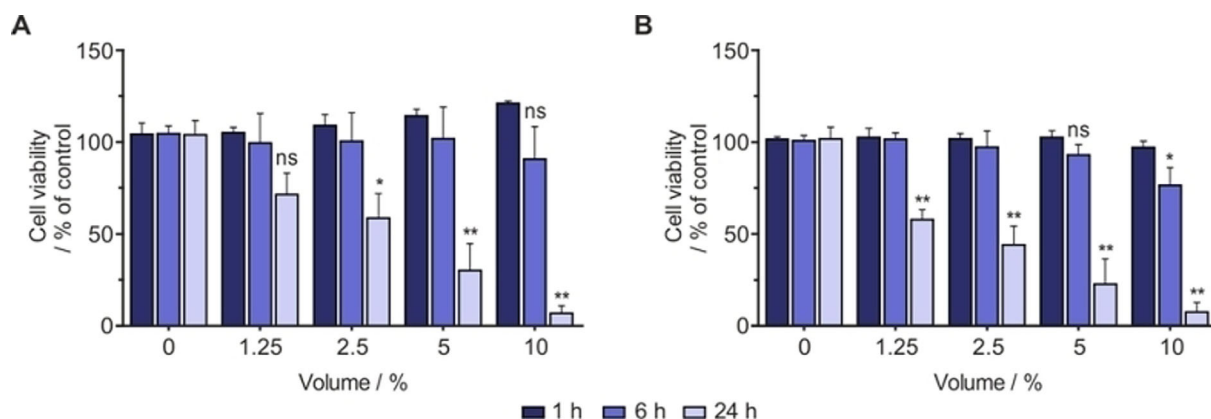 A
B
150
100
50
0
Cell viability
/ % of control
ns
*
**
ns
**
0
1.25
2.5
5
10
Volume / %
150
100
50
0
Cell viability
/ % of control
**
**
ns
**
*
**
0
1.25
2.5
5
10
Volume / %
1 h
6 h
24 h